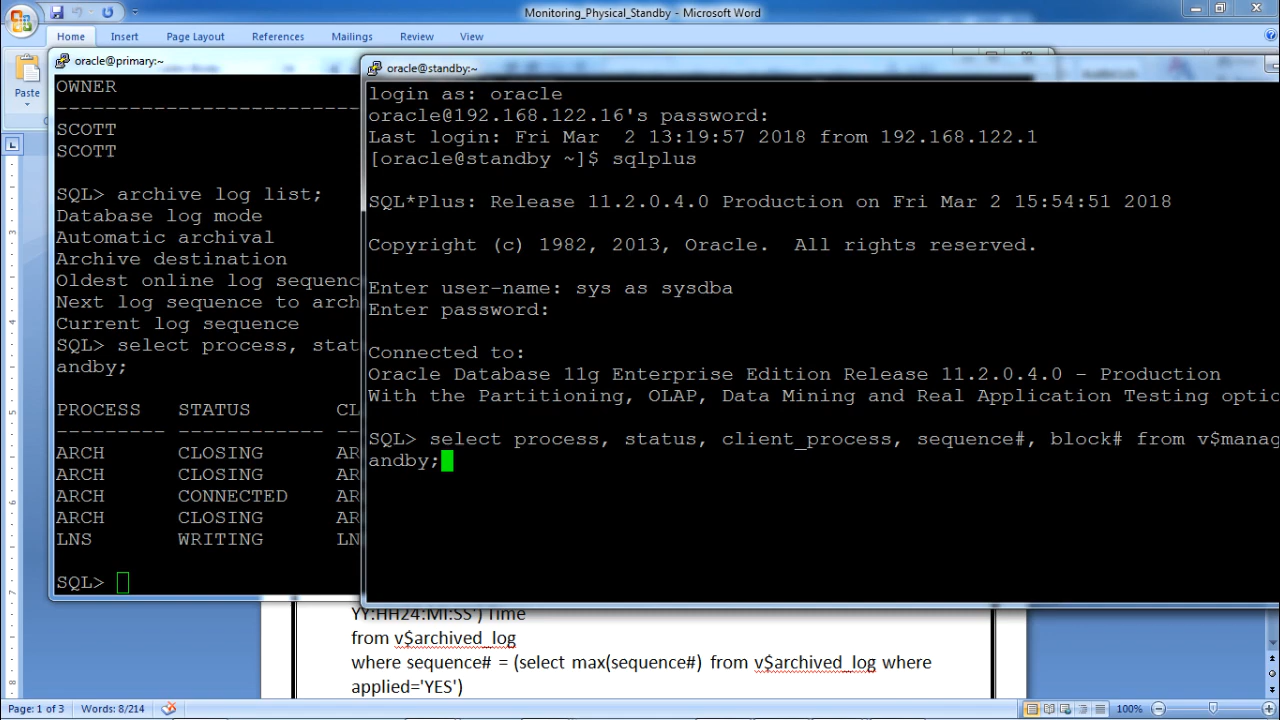 Monitoring_Physical_Standby - Microsoft Word
Home Insert Page Layout References Mailings Review View
Paste
oracle@primary:~
OWNER
------------------------------
SCOTT
SCOTT
SQL> archive log list;
Database log mode
Automatic archival
Archive destination
Oldest online log sequenc
Next log sequence to arch
Current log sequence
SQL> select process, stat
andby;
PROCESS STATUS CL
--------- ------------ --
ARCH CLOSING AR
ARCH CLOSING AR
ARCH CONNECTED AR
ARCH CLOSING AR
LNS WRITING LN
SQL>
oracle@standby:~
login as: oracle
oracle@192.168.122.16's password:
Last login: Fri Mar  2 13:19:57 2018 from 192.168.122.1
[oracle@standby ~]$ sqlplus
SQL*Plus: Release 11.2.0.4.0 Production on Fri Mar 2 15:54:51 2018
Copyright (c) 1982, 2013, Oracle.  All rights reserved.
Enter user-name: sys as sysdba
Enter password:
Connected to:
Oracle Database 11g Enterprise Edition Release 11.2.0.4.0 - Production
With the Partitioning, OLAP, Data Mining and Real Application Testing optio
SQL> select process, status, client_process, sequence#, block# from v$manag
andby;
YY:HH24:MI:SS') Time
from v$archived_log
where sequence# = (select max(sequence#) from v$archived_log where
applied='YES')
Page: 1 of 3 Words: 8/214 100%